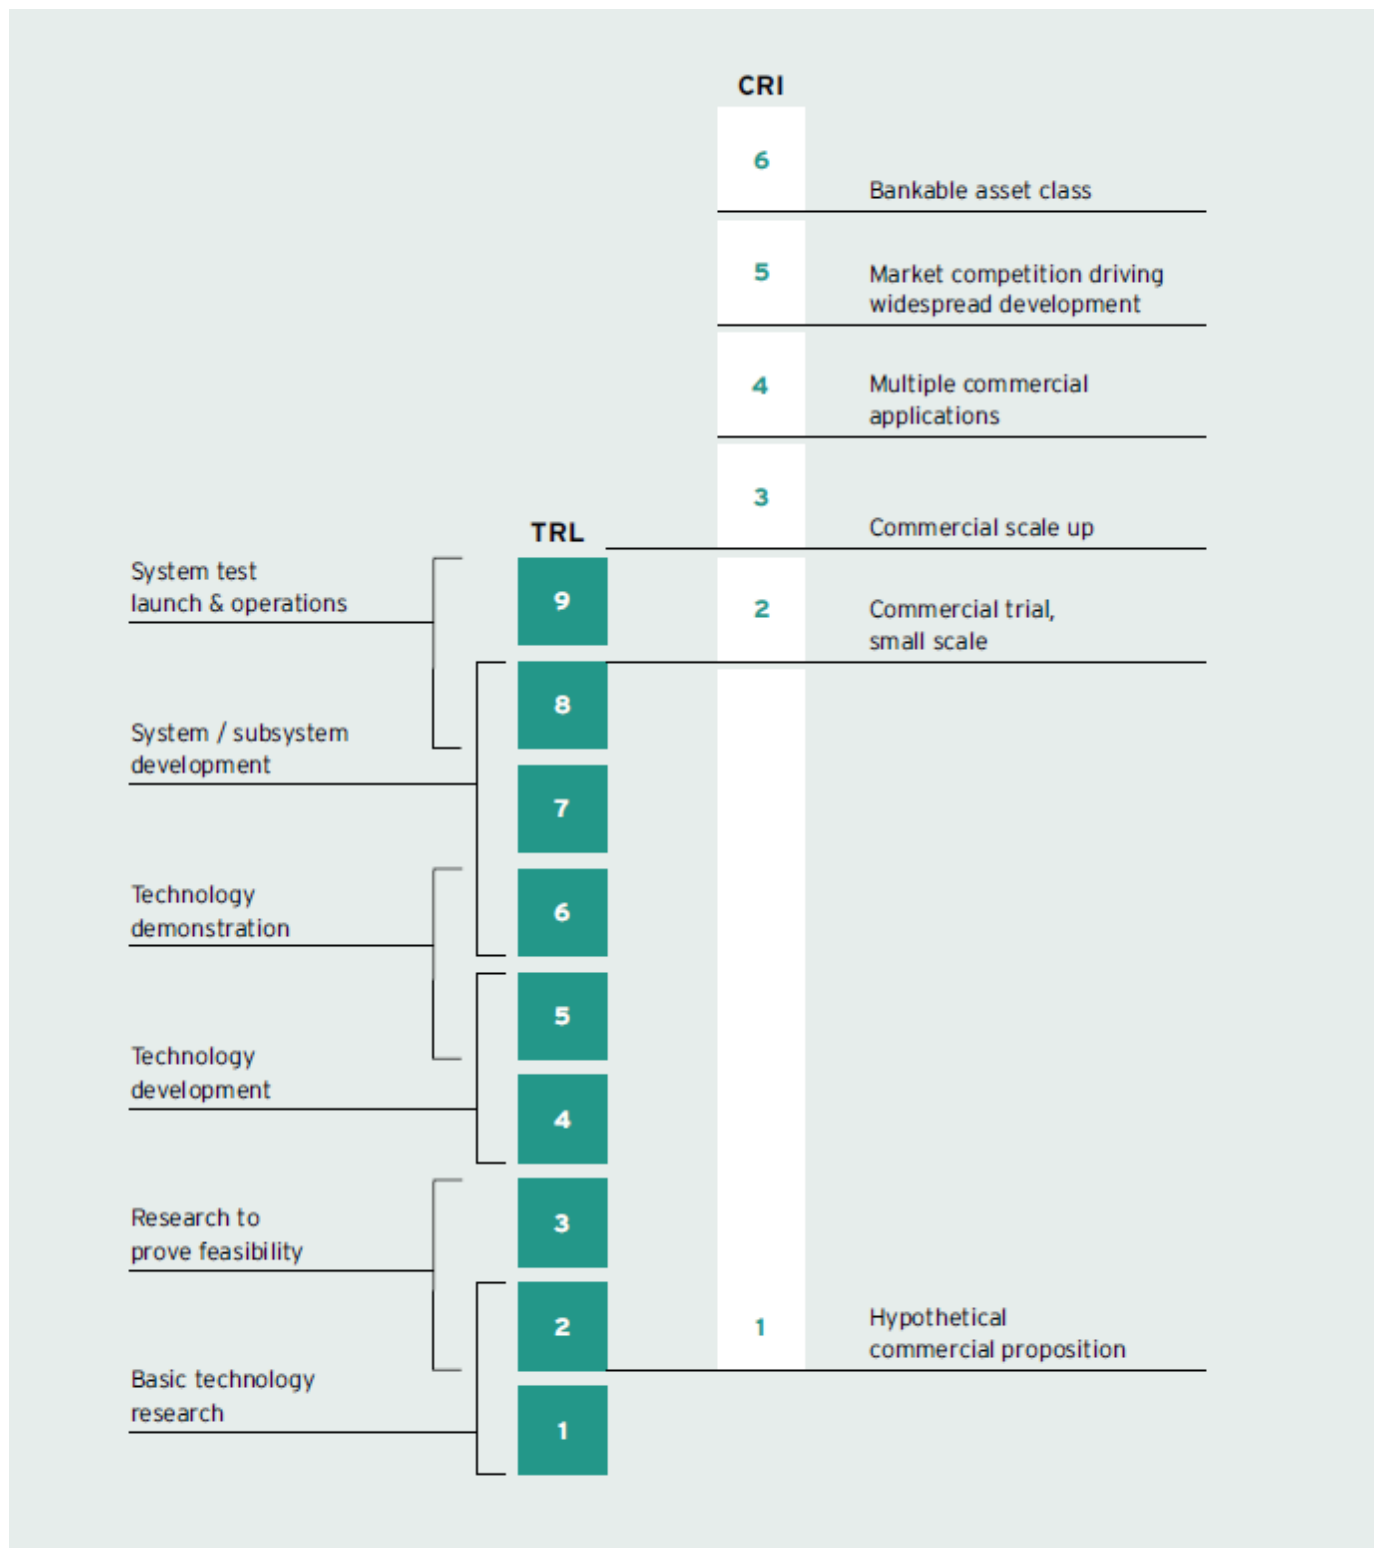 CRI
6
Bankable asset class
5
Market competition driving
widespread development
4
Multiple commercial
applications
3
Commercial scale up
TRL
System test
launch & operations
9
2
Commercial trial,
small scale
8
System / subsystem
development
7
Technology
demonstration
6
5
Technology
development
4
Research to
prove feasibility
3
2
1
Hypothetical
commercial proposition
Basic technology
research
1